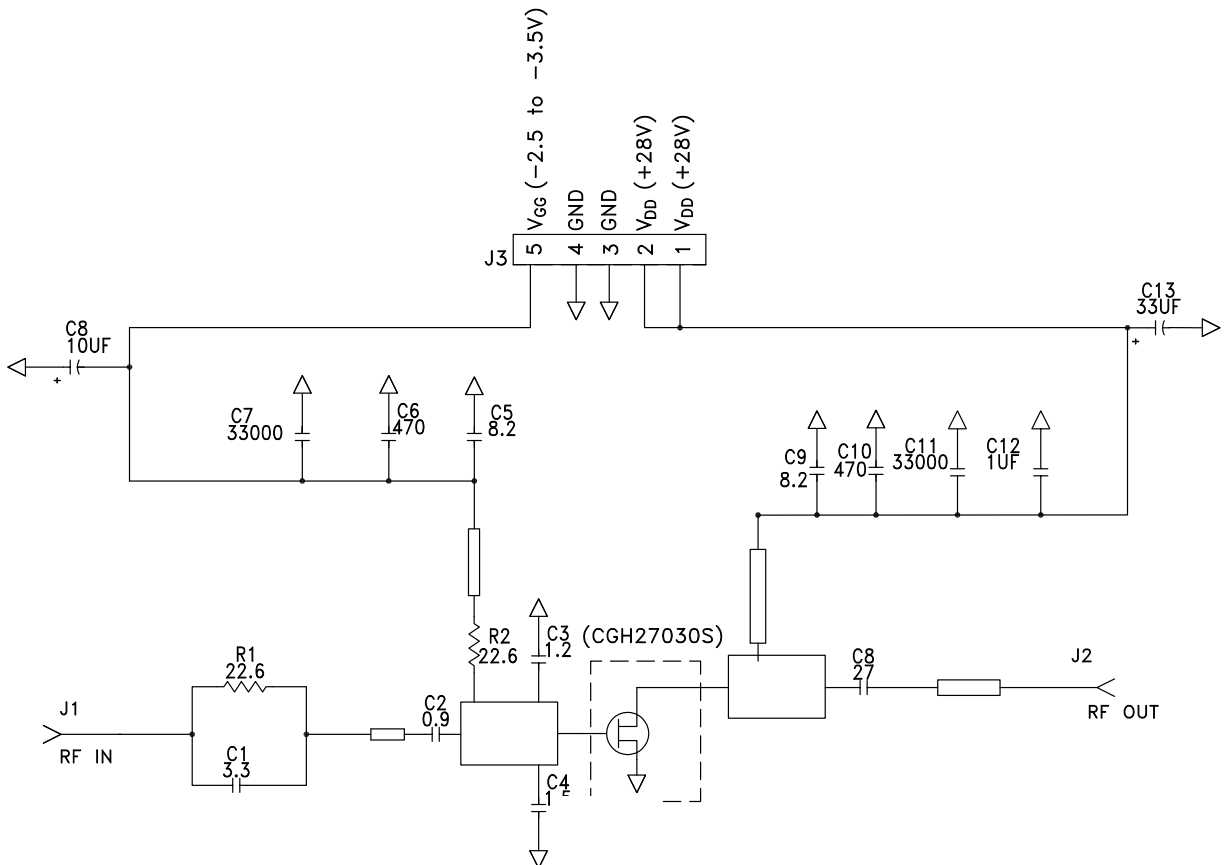 VGG (−2.5 to −3.5V)
GND
GND
VDD (+28V)
VDD (+28V)
J3
5
4
3
2
1
C8
10UF
+
C13
33UF
+
C7
33000
C6
470
C5
8.2
C9
8.2
C10
470
C11
33000
C12
1UF
R2
22.6
C3
1.2
(CGH27030S)
R1
22.6
C8
27
J2
RF OUT
J1
RF IN
C2
0.9
C1
3.3
C4